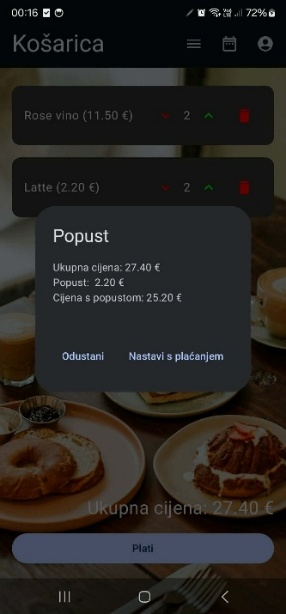 00:16
72%
Košarica
Rose vino (11.50 €)
2
Latte (2.20 €)
2
Popust
Ukupna cijena: 27.40 €
Popust: 2.20 €
Cijena s popustom: 25.20 €
Odustani
Nastavi s plaćanjem
Ukupna cijena: 27.40 €
Plati